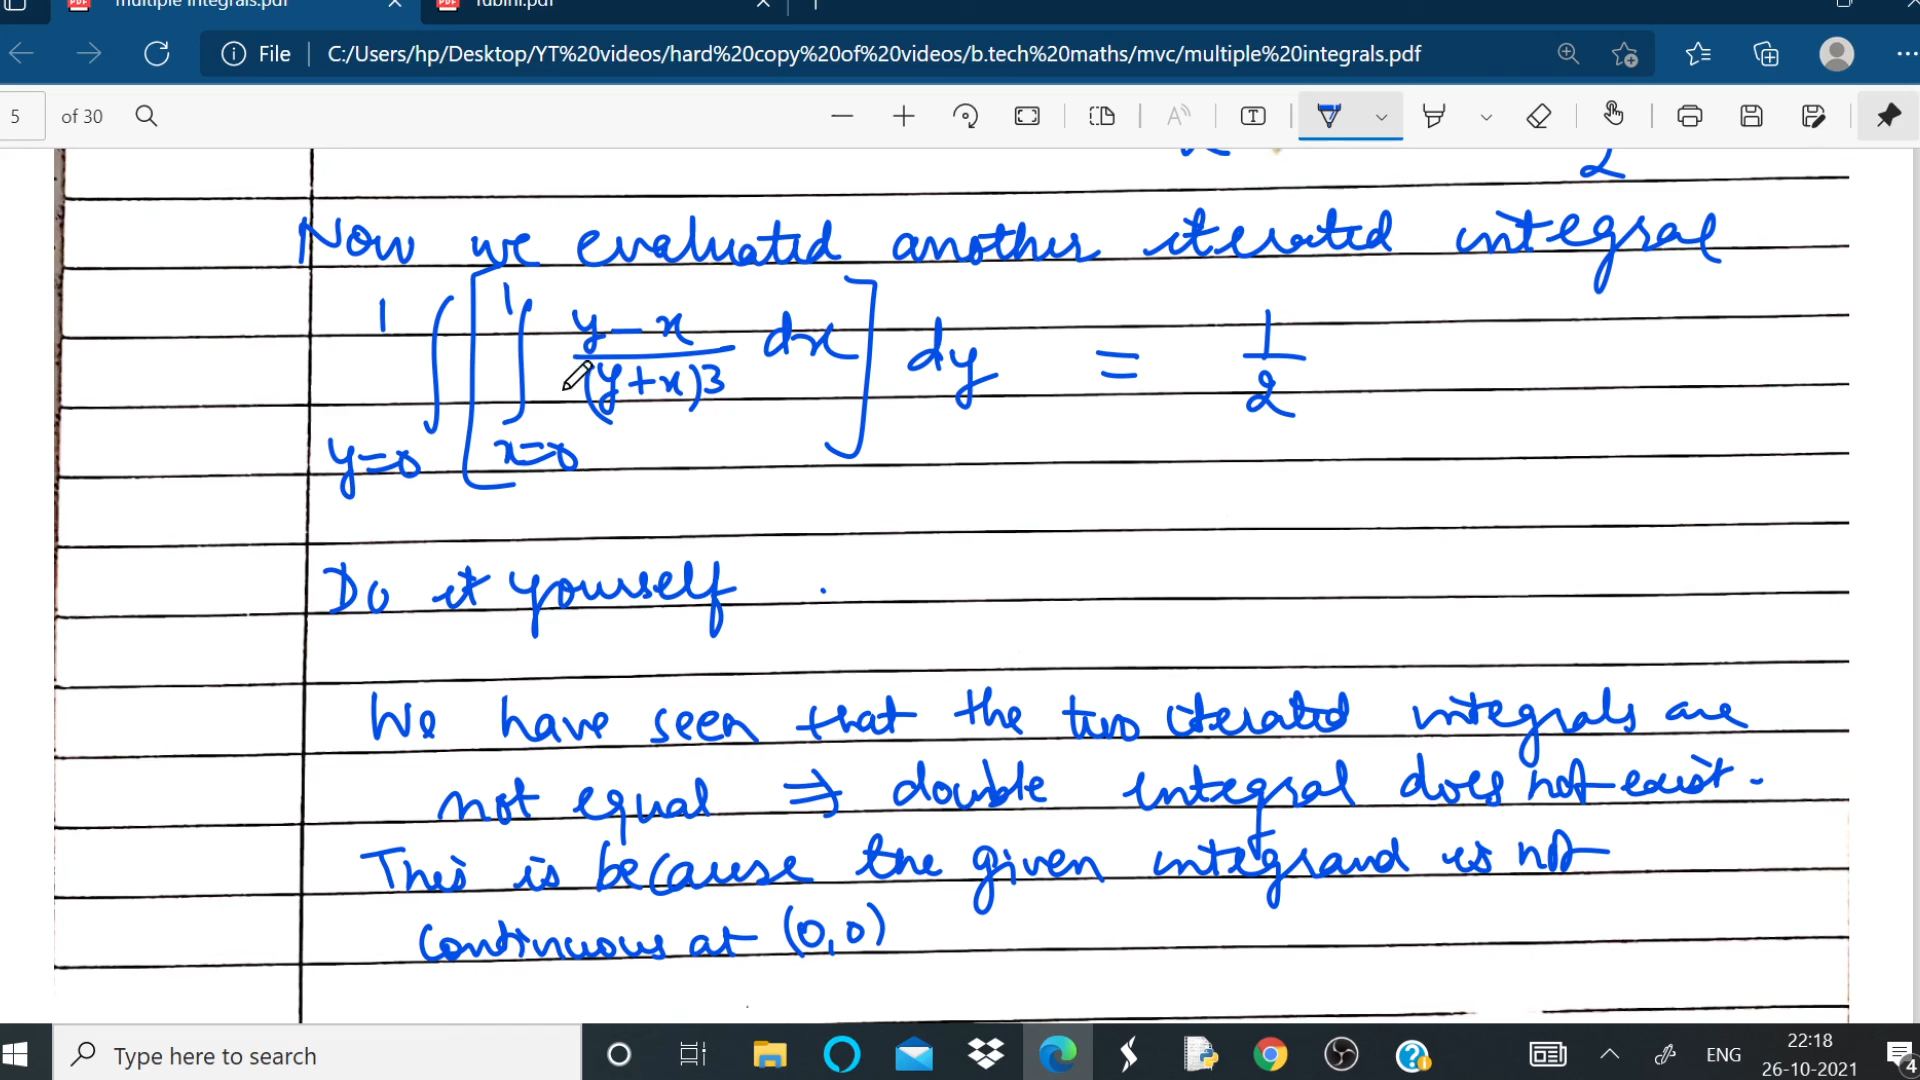 multiple integrals.pdf
fubini.pdf
File
C:/Users/hp/Desktop/YT%20videos/hard%20copy%20of%20videos/b.tech%20maths/mvc/multiple%20integrals.pdf
5 of 30
2
Now we evaluated another iterated integral
1 ∫ y=0 [ 1 ∫ x=0 y-x / (y+x)3 dx ] dy = 1/2
Do it yourself .
We have seen that the two iterated integrals are
not equal ⇒ double integral does not exist.
This is because the given integrand is not
continuous at (0,0)
Type here to search
ENG
22:18
26-10-2021
4